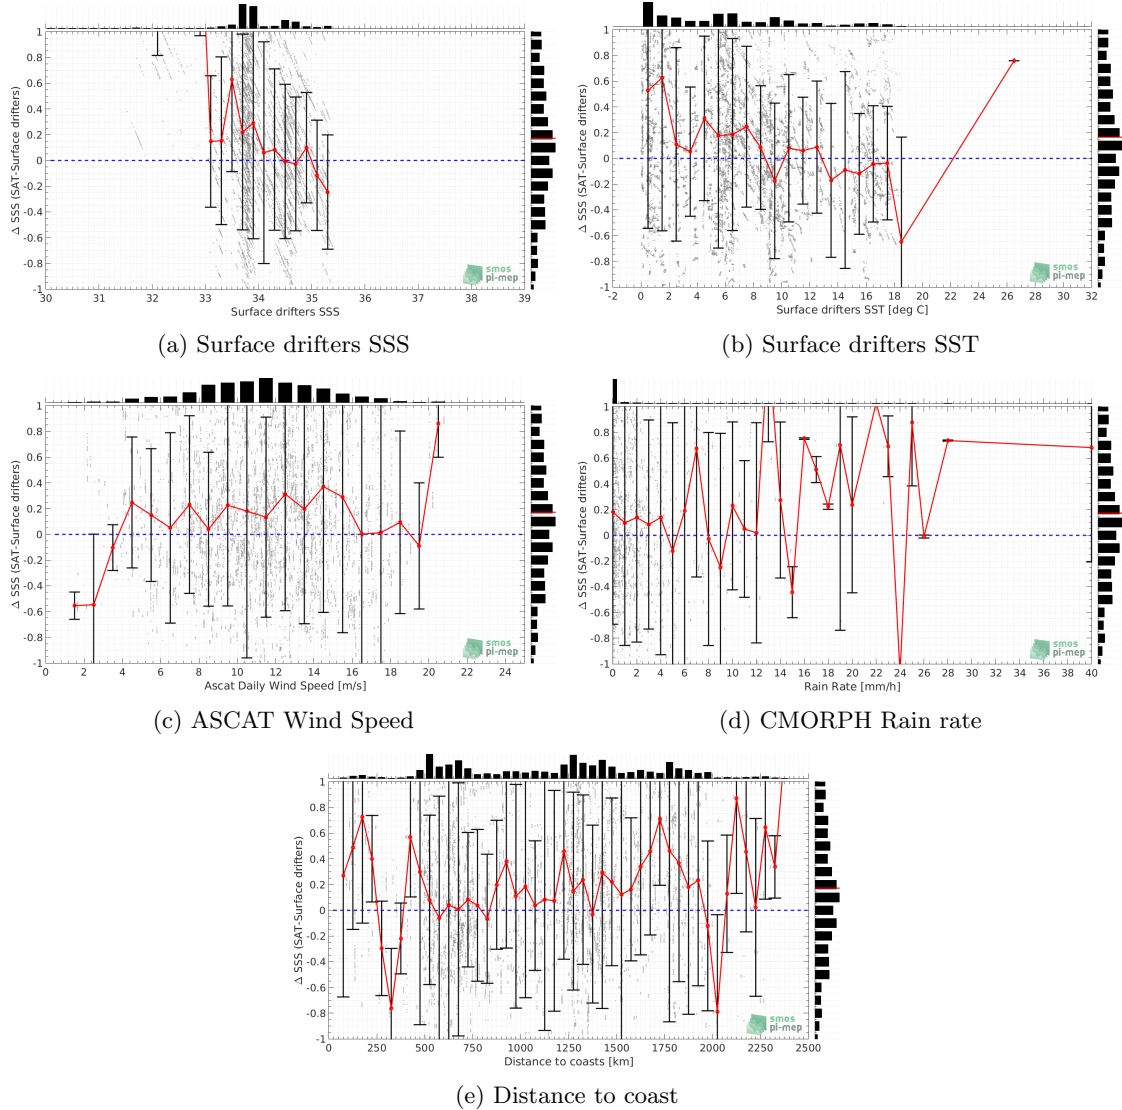 Δ SSS (SAT-Surface drifters)
1
0.8
0.6
0.4
0.2
0
-0.2
-0.4
-0.6
-0.8
-1
30 31 32 33 34 35 36 37 38 39
Surface drifters SSS
smos
pi-mep
(a) Surface drifters SSS
Δ SSS (SAT-Surface drifters)
1
0.8
0.6
0.4
0.2
0
-0.2
-0.4
-0.6
-0.8
-1
-2 0 2 4 6 8 10 12 14 16 18 20 22 24 26 28 30 32
Surface drifters SST [deg C]
smos
pi-mep
(b) Surface drifters SST
Δ SSS (SAT-Surface drifters)
1
0.8
0.6
0.4
0.2
0
-0.2
-0.4
-0.6
-0.8
-1
0 2 4 6 8 10 12 14 16 18 20 22 24
Ascat Daily Wind Speed [m/s]
smos
pi-mep
(c) ASCAT Wind Speed
Δ SSS (SAT-Surface drifters)
1
0.8
0.6
0.4
0.2
0
-0.2
-0.4
-0.6
-0.8
-1
0 2 4 6 8 10 12 14 16 18 20 22 24 26 28 30 32 34 36 38 40
Rain Rate [mm/h]
smos
pi-mep
(d) CMORPH Rain rate
Δ SSS (SAT-Surface drifters)
1
0.8
0.6
0.4
0.2
0
-0.2
-0.4
-0.6
-0.8
-1
0 250 500 750 1000 1250 1500 1750 2000 2250 2500
Distance to coasts [km]
smos
pi-mep
(e) Distance to coast